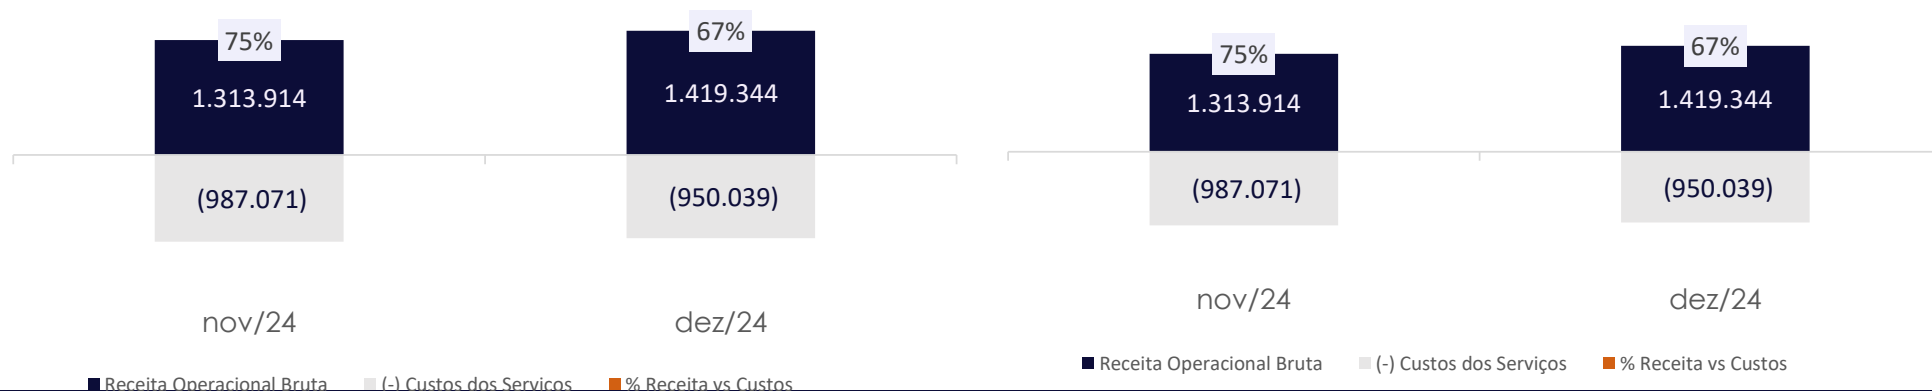 75%
1.313.914
(987.071)
nov/24
67%
1.419.344
(950.039)
dez/24
Receita Operacional Bruta
(-) Custos dos Serviços
% Receita vs Custos
75%
1.313.914
(987.071)
nov/24
67%
1.419.344
(950.039)
dez/24
Receita Operacional Bruta
(-) Custos dos Serviços
% Receita vs Custos